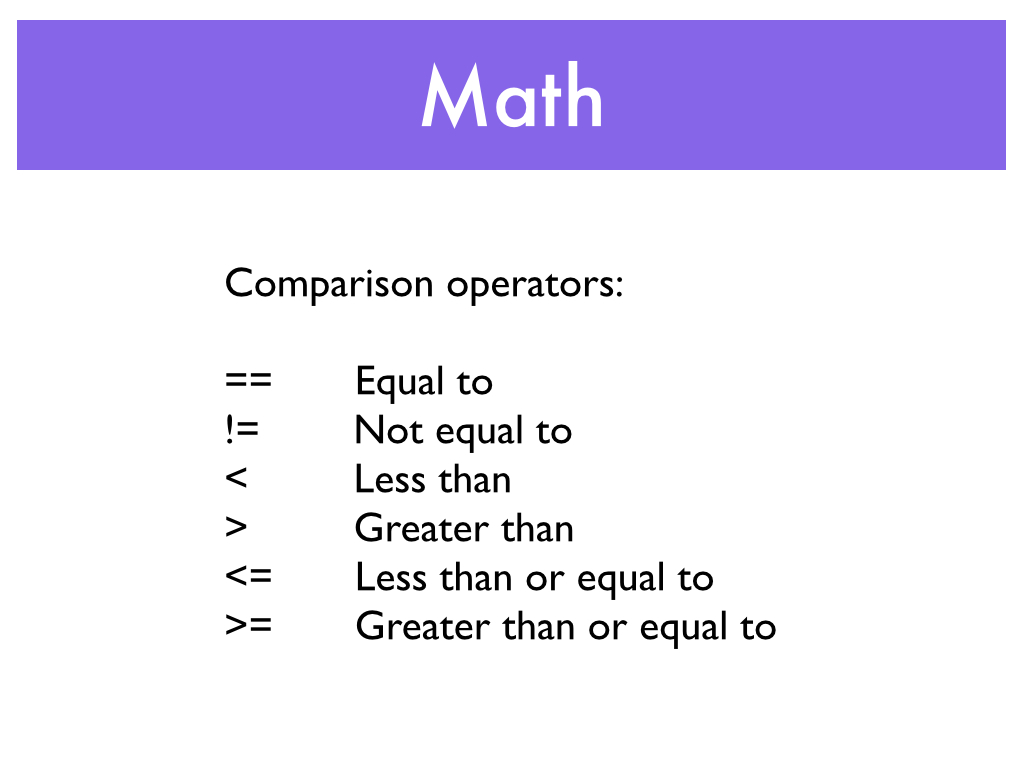 Math
Comparison operators:
== Equal to
!= Not equal to
< Less than
> Greater than
<= Less than or equal to
>= Greater than or equal to